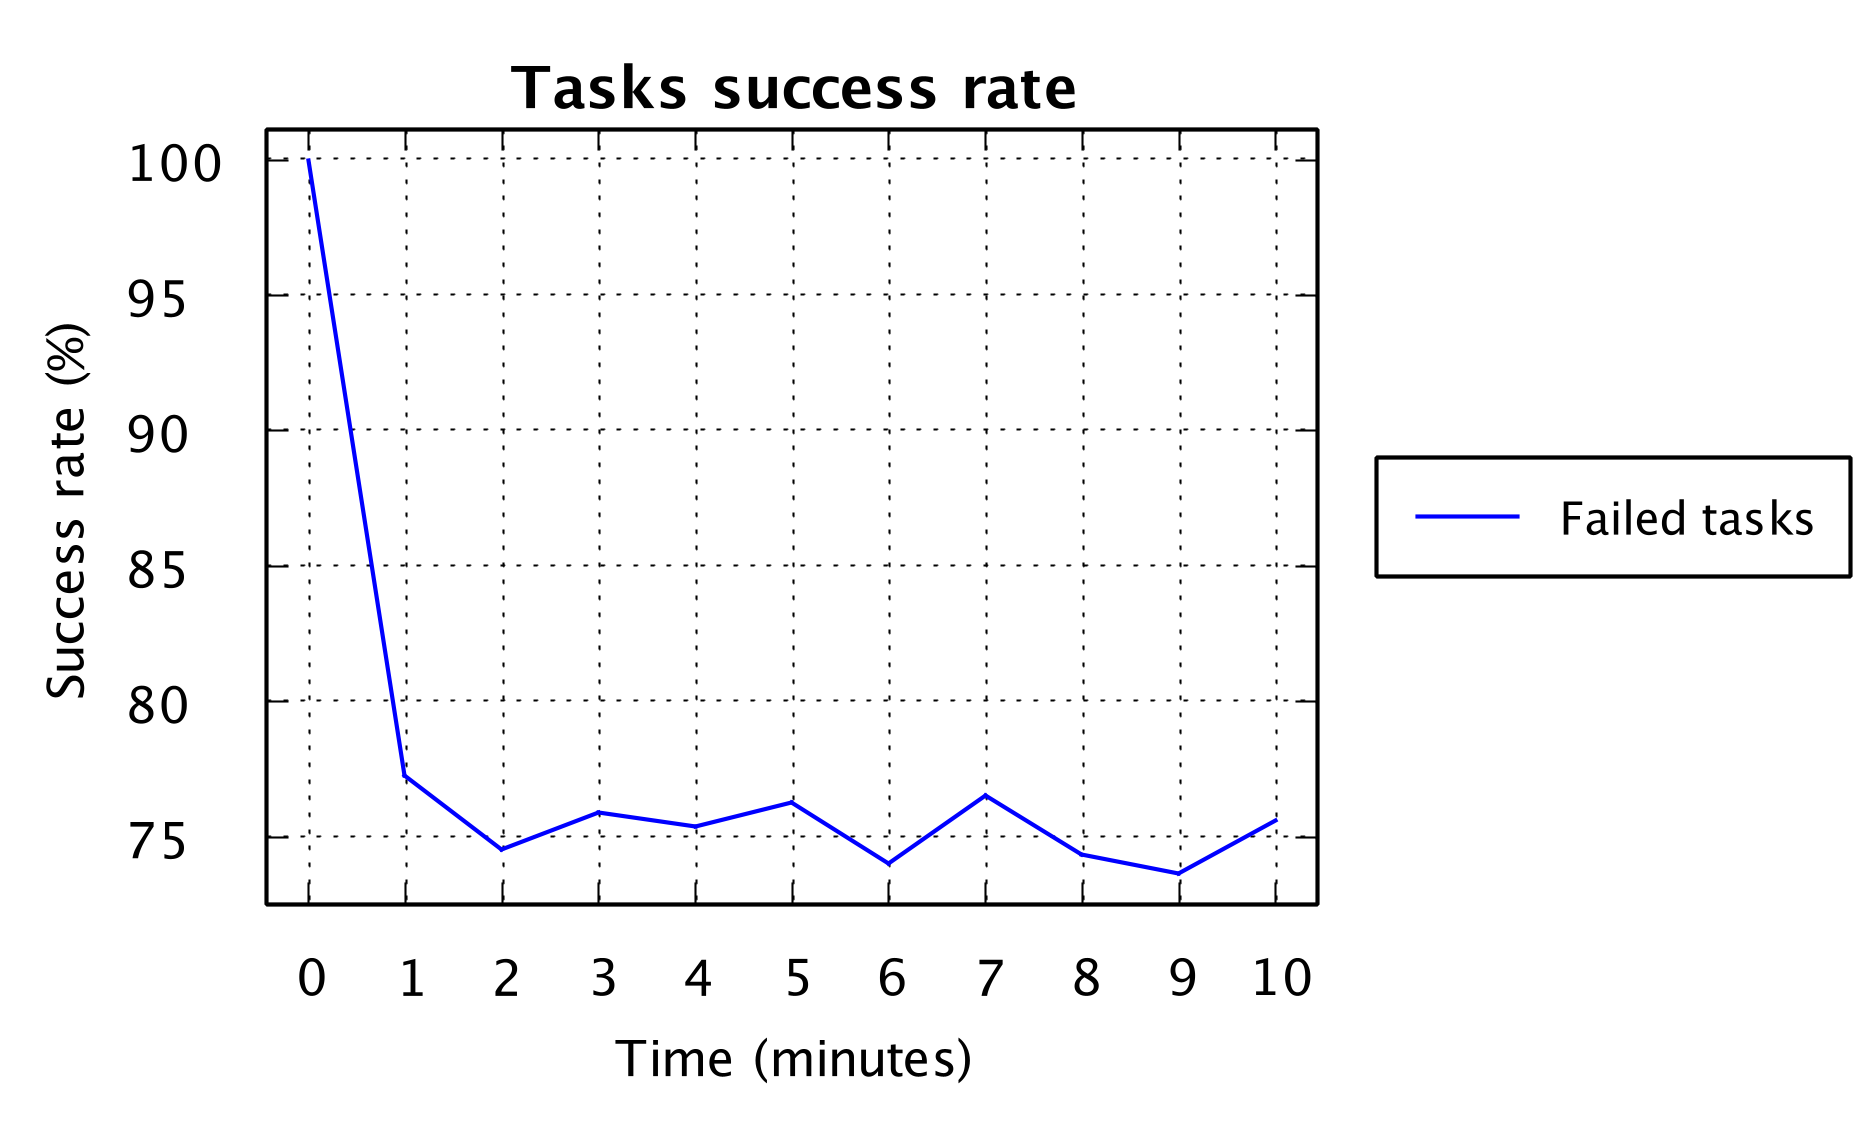 Tasks success rate
100
95
90
85
80
75
Success rate (%)
Failed tasks
0 1 2 3 4 5 6 7 8 9 10
Time (minutes)